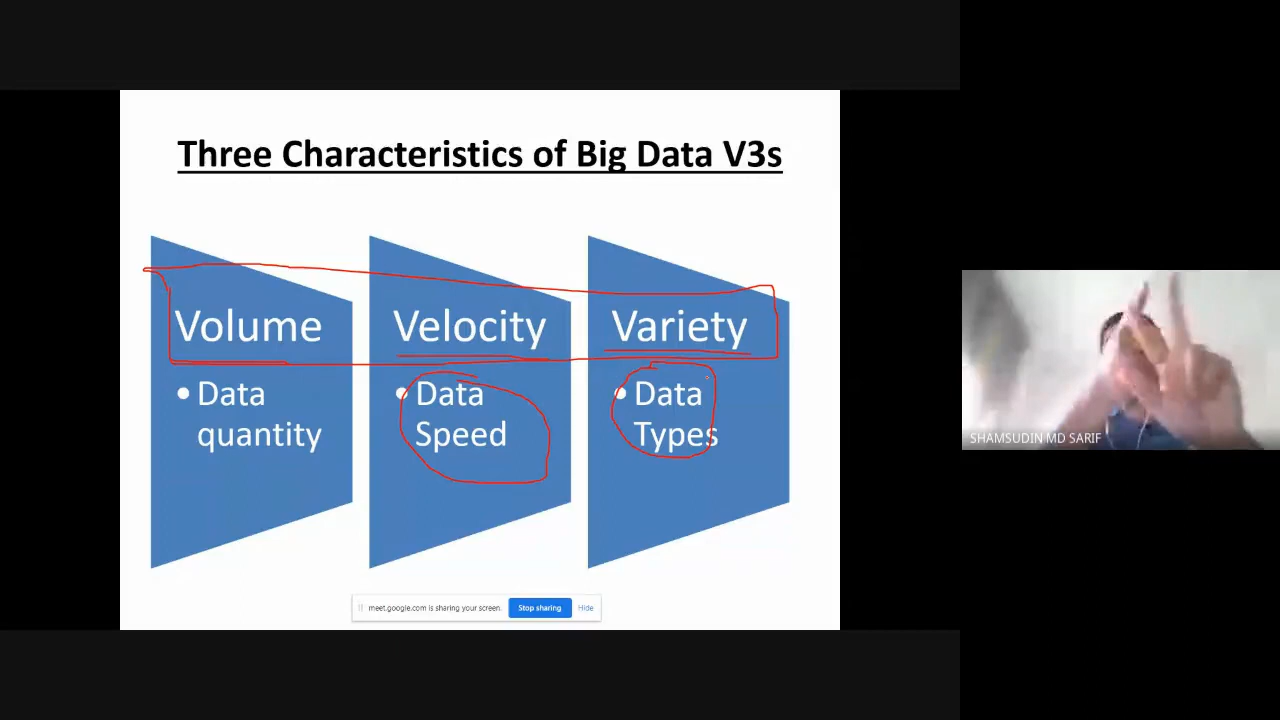 Three Characteristics of Big Data V3s
Volume
• Data
quantity
Velocity
• Data
Speed
Variety
• Data
Types
SHAMSUDIN MD SARIF
meet.google.com is sharing your screen.
Stop sharing
Hide